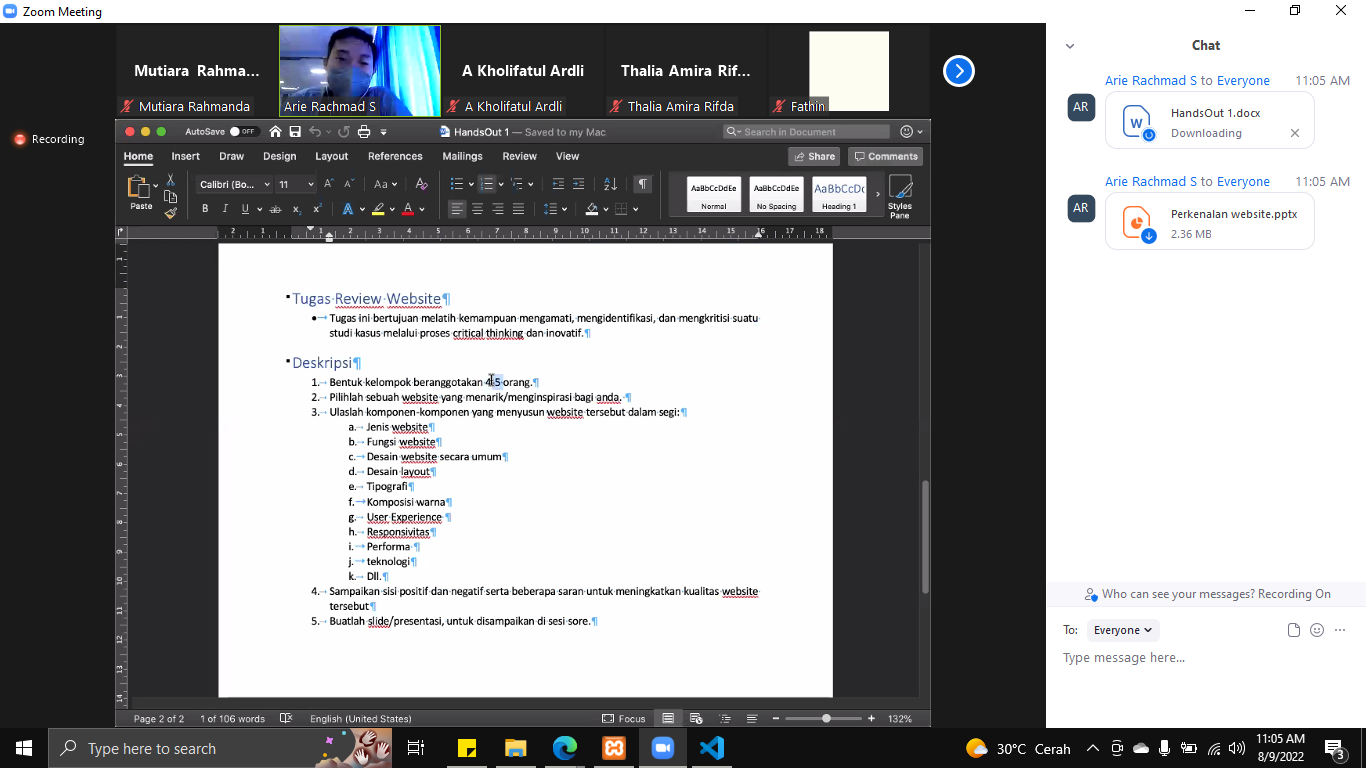 Zoom Meeting
Mutiara Rahma...
A Kholifatul Ardli
Thalia Amira Rif...
Mutiara Rahmanda
Arie Rachmad S
A Kholifatul Ardli
Thalia Amira Rifda
Fathin
Recording
AutoSave OFF
HandsOut 1 — Saved to my Mac
Search in Document
Home Insert Draw Design Layout References Mailings Review View
Share
Comments
Paste
Calibri (Bo...
11
AaBbCcDdEe
Normal
AaBbCcDdEe
No Spacing
AaBbCcDc
Heading 1
Styles
Pane
Tugas Review Website¶
Tugas ini bertujuan melatih kemampuan mengamati, mengidentifikasi, dan mengkritisi suatu
studi kasus melalui proses critical thinking dan inovatif.¶
Deskripsi¶
1. Bentuk kelompok beranggotakan 4-5 orang.¶
2. Pilihlah sebuah website yang menarik/menginspirasi bagi anda. ¶
3. Ulaslah komponen-komponen yang menyusun website tersebut dalam segi:¶
a. Jenis website¶
b. Fungsi website¶
c. Desain website secara umum¶
d. Desain layout¶
e. Tipografi¶
f. Komposisi warna¶
g. User Experience ¶
h. Responsivitas¶
i. Performa ¶
j. teknologi¶
k. Dll.¶
4. Sampaikan sisi positif dan negatif serta beberapa saran untuk meningkatkan kualitas website
tersebut¶
5. Buatlah slide/presentasi, untuk disampaikan di sesi sore.¶
Page 2 of 2 1 of 106 words English (United States) Focus 132%
Chat
Arie Rachmad S to Everyone 11:05 AM
AR
HandsOut 1.docx
Downloading
Arie Rachmad S to Everyone 11:05 AM
AR
Perkenalan website.pptx
2.36 MB
Who can see your messages? Recording On
To: Everyone
Type message here...
Type here to search
30°C Cerah
11:05 AM
8/9/2022
3